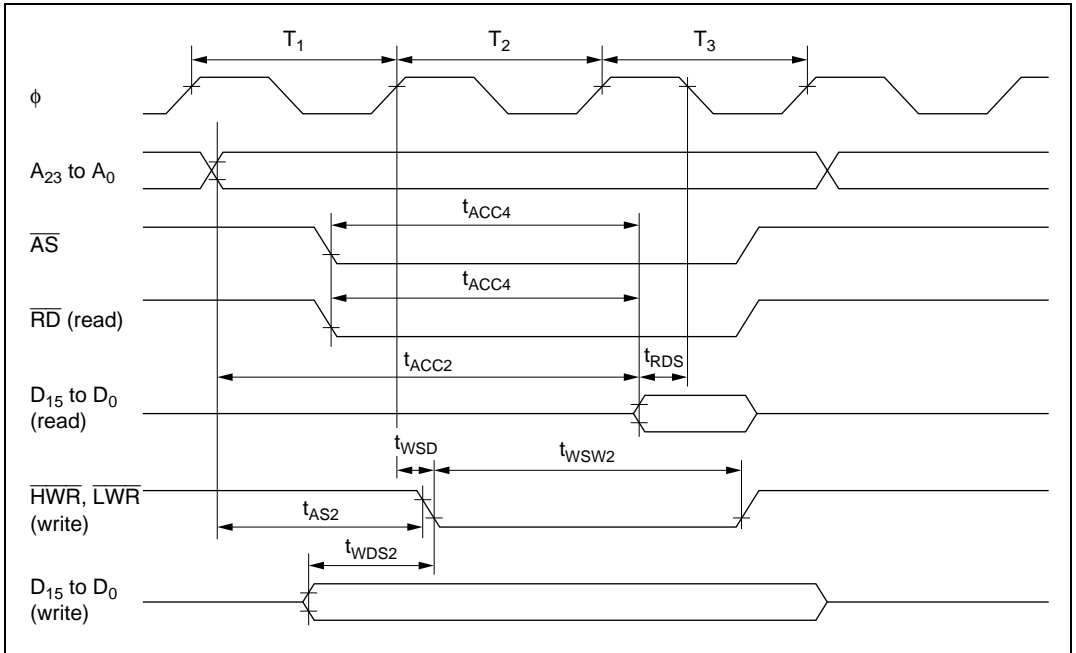 T1 T2 T3
φ
A23 to A0
tACC4
AS
tACC4
RD (read)
tACC2 tRDS
D15 to D0
(read)
tWSD tWSW2
HWR, LWR
(write)
tAS2
tWDS2
D15 to D0
(write)